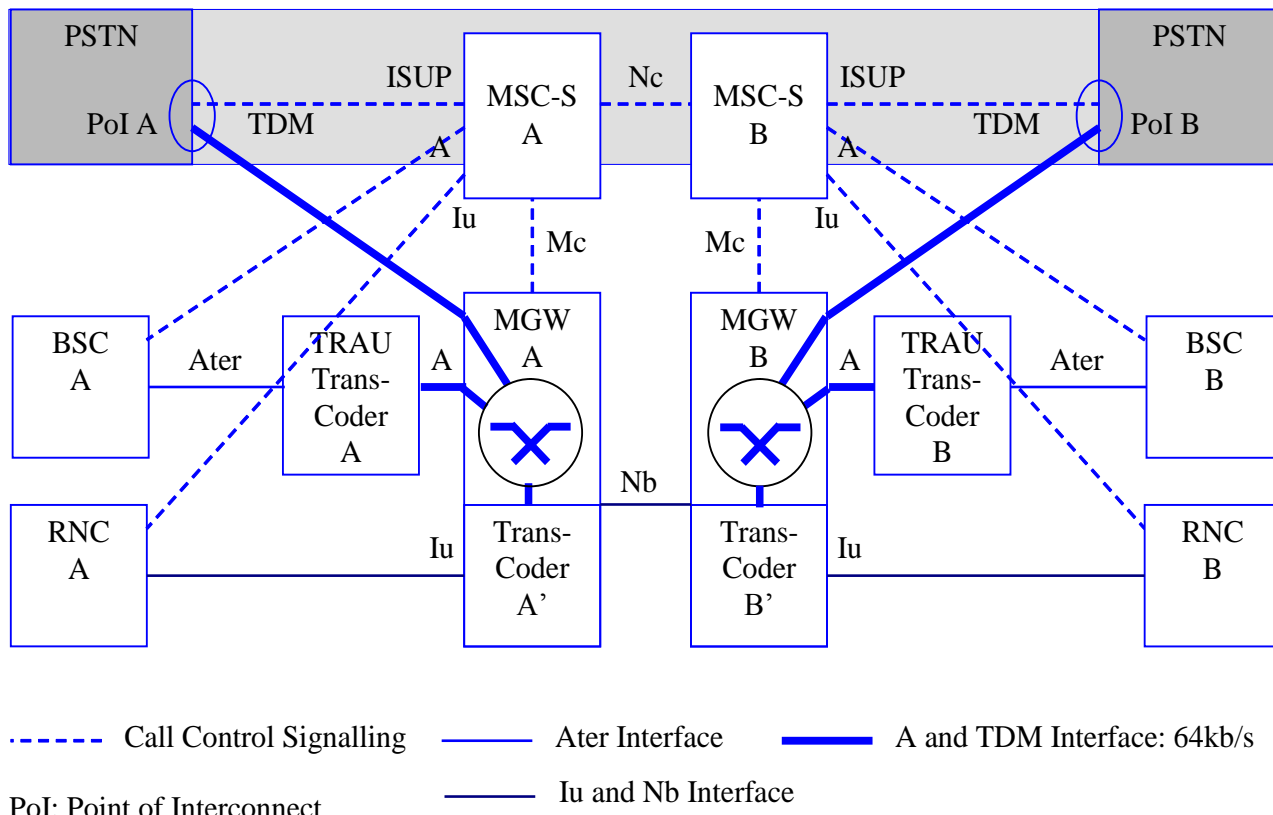 PSTN
PSTN
ISUP
Nc
ISUP
MSC-S
A
MSC-S
B
PoI A
TDM
TDM
PoI B
A
A
Iu
Iu
Mc
Mc
BSC
A
Ater
TRAU
Trans-
Coder
A
A
MGW
A
MGW
B
A
TRAU
Trans-
Coder
B
Ater
BSC
B
Nb
RNC
A
Iu
Trans-
Coder
A’
Trans-
Coder
B’
Iu
RNC
B
Call Control Signalling
Ater Interface
A and TDM Interface: 64kb/s
Iu and Nb Interface
PoI: Point of Interconnect